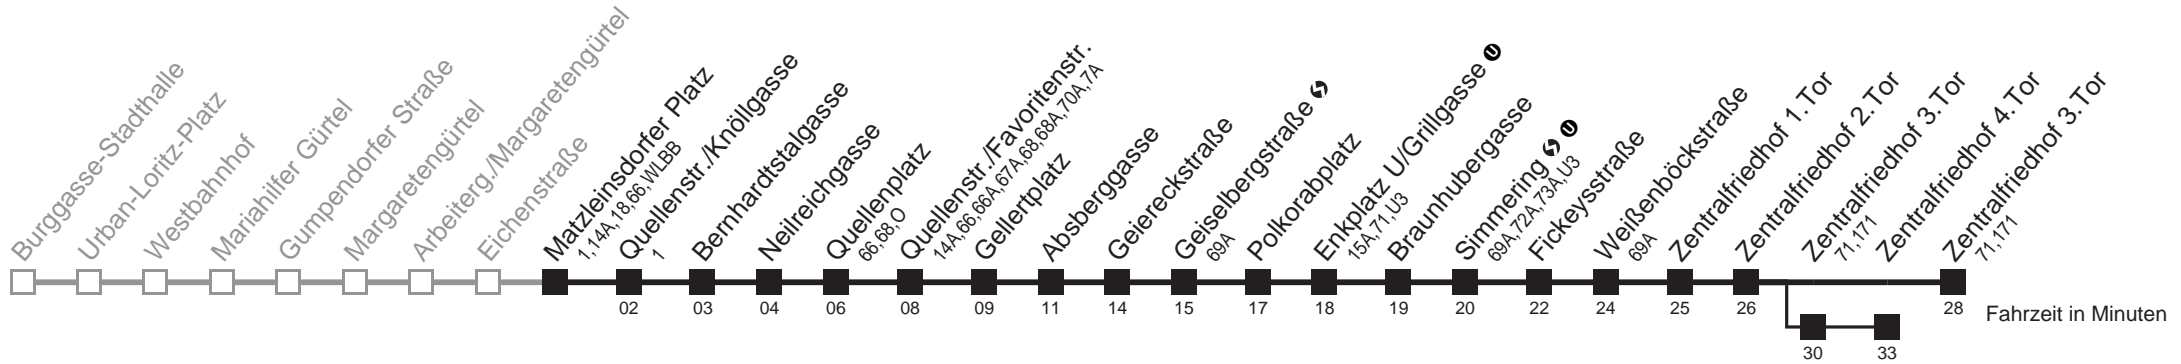 Burggasse-Stadthalle
Urban-Loritz-Platz
Westbahnhof
Mariahilfer Gürtel
Gumpendorfer Straße
Margaretengürtel
Arbeiterg./Margaretengürtel
Eichenstraße
Matzleinsdorfer Platz
1,14A,18,66,WLBB
Quellenstr./Knöllgasse
1
Bernhardtstalgasse
Neilreichgasse
Quellenplatz
66,68,O
Quellenstr./Favoritenstr.
14A,66,66A,67A,68,68A,70A,7A
Gellertplatz
Absberggasse
Geiereckstraße
Geiselbergstraße
69A
Polkorabplatz
Enkplatz U/Grillgasse U
15A,71,U3
Braunhubergasse
Simmering U
69A,72A,73A,U3
Fickeysstraße
Weißenböckstraße
69A
Zentralfriedhof 1.Tor
Zentralfriedhof 2.Tor
Zentralfriedhof 3.Tor
71,171
Zentralfriedhof 4.Tor
Zentralfriedhof 3.Tor
71,171
02 03 04 06 08 09 11 14 15 17 18 19 20 22 24 25 26 28
Fahrzeit in Minuten
30 33